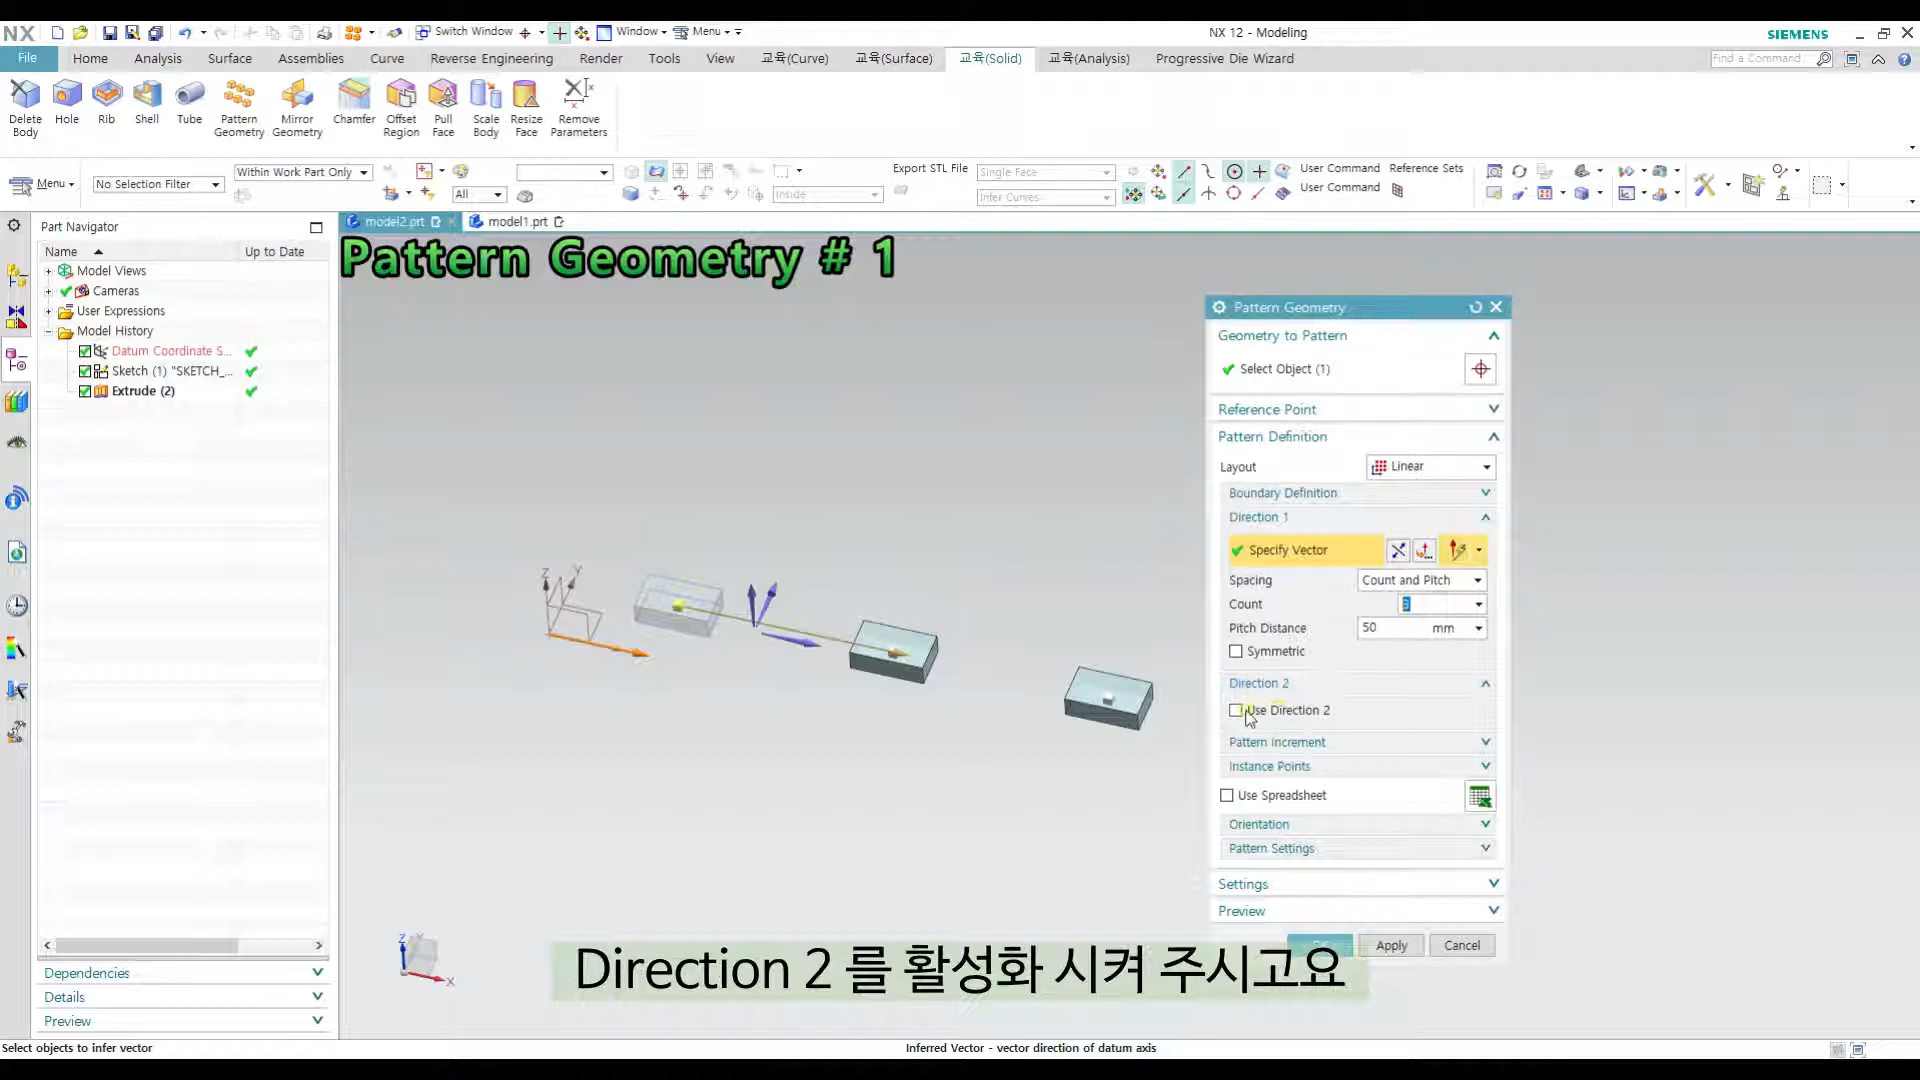 NX
Switch Window
Window
Menu
NX 12 - Modeling
SIEMENS
File
Home
Analysis
Surface
Assemblies
Curve
Reverse Engineering
Render
Tools
View
교육(Curve)
교육(Surface)
교육(Solid)
교육(Analysis)
Progressive Die Wizard
Find a Command
Delete Body
Hole
Rib
Shell
Tube
Pattern Geometry
Mirror Geometry
Chamfer
Offset Region
Pull Face
Scale Body
Resize Face
Remove Parameters
Menu
No Selection Filter
Within Work Part Only
All
Inside
Export STL File
Single Face
Infer Curves
User Command
User Command
Reference Sets
Part Navigator
model2.prt
model1.prt
Name
Up to Date
Pattern Geometry # 1
Model Views
Cameras
User Expressions
Model History
Datum Coordinate S...
Sketch (1) "SKETCH_...
Extrude (2)
Pattern Geometry
Geometry to Pattern
Select Object (1)
Reference Point
Pattern Definition
Layout
Linear
Boundary Definition
Direction 1
Specify Vector
Spacing
Count and Pitch
Count
3
Pitch Distance
50
mm
Symmetric
Direction 2
Use Direction 2
Pattern Increment
Instance Points
Use Spreadsheet
Orientation
Pattern Settings
Settings
Preview
Apply
Cancel
Z
Y
Z
Y
X
Direction 2 를 활성화 시켜 주시고요
Dependencies
Details
Preview
Select objects to infer vector
Inferred Vector - vector direction of datum axis